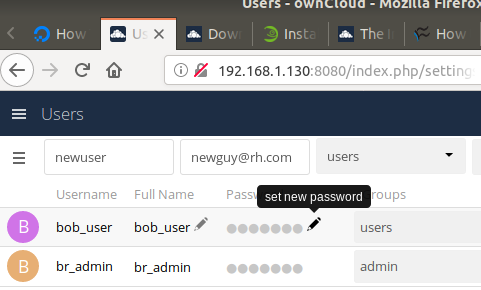 Users - ownCloud - Mozilla Firefox
How
Us
Dow
Insta
The I
How
192.168.1.130:8080/index.php/setting
Users
newuser
newguy@rh.com
users
Username Full Name Passw roups
set new password
B bob_user bob_user users
B br_admin br_admin admin